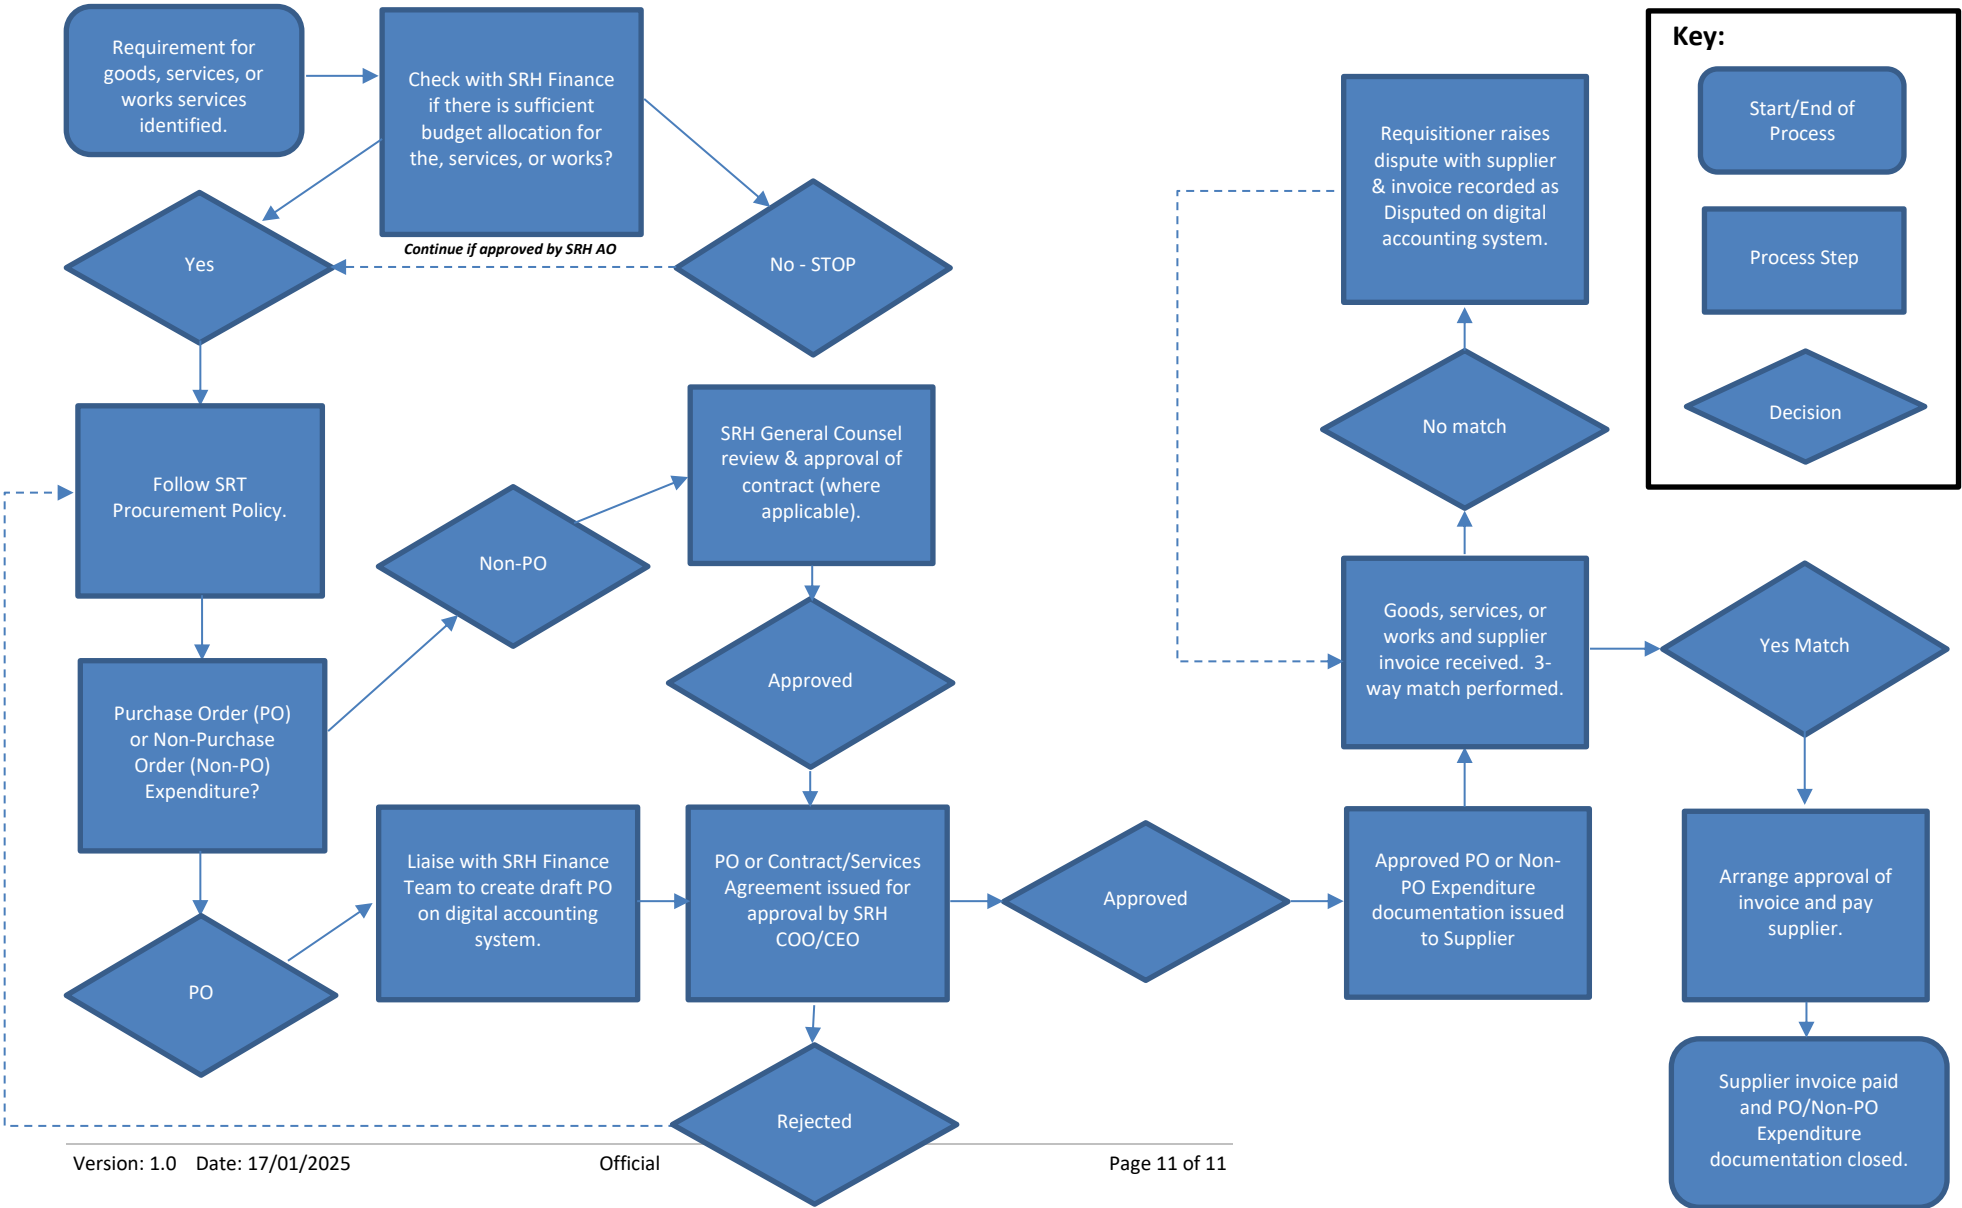 Requirement for
goods, services, or
works services
identified.
Check with SRH Finance
if there is sufficient
budget allocation for
the, services, or works?
Yes
Continue if approved by SRH AO
No - STOP
Follow SRT
Procurement Policy.
Purchase Order (PO)
or Non-Purchase
Order (Non-PO)
Expenditure?
Non-PO
SRH General Counsel
review & approval of
contract (where
applicable).
Approved
PO
Liaise with SRH Finance
Team to create draft PO
on digital accounting
system.
PO or Contract/Services
Agreement issued for
approval by SRH
COO/CEO
Rejected
Approved
Approved PO or Non-
PO Expenditure
documentation issued
to Supplier
Goods, services, or
works and supplier
invoice received. 3-
way match performed.
No match
Requisitioner raises
dispute with supplier
& invoice recorded as
Disputed on digital
accounting system.
Yes Match
Arrange approval of
invoice and pay
supplier.
Supplier invoice paid
and PO/Non-PO
Expenditure
documentation closed.
Key:
Start/End of
Process
Process Step
Decision
Version: 1.0 Date: 17/01/2025 Official Page 11 of 11